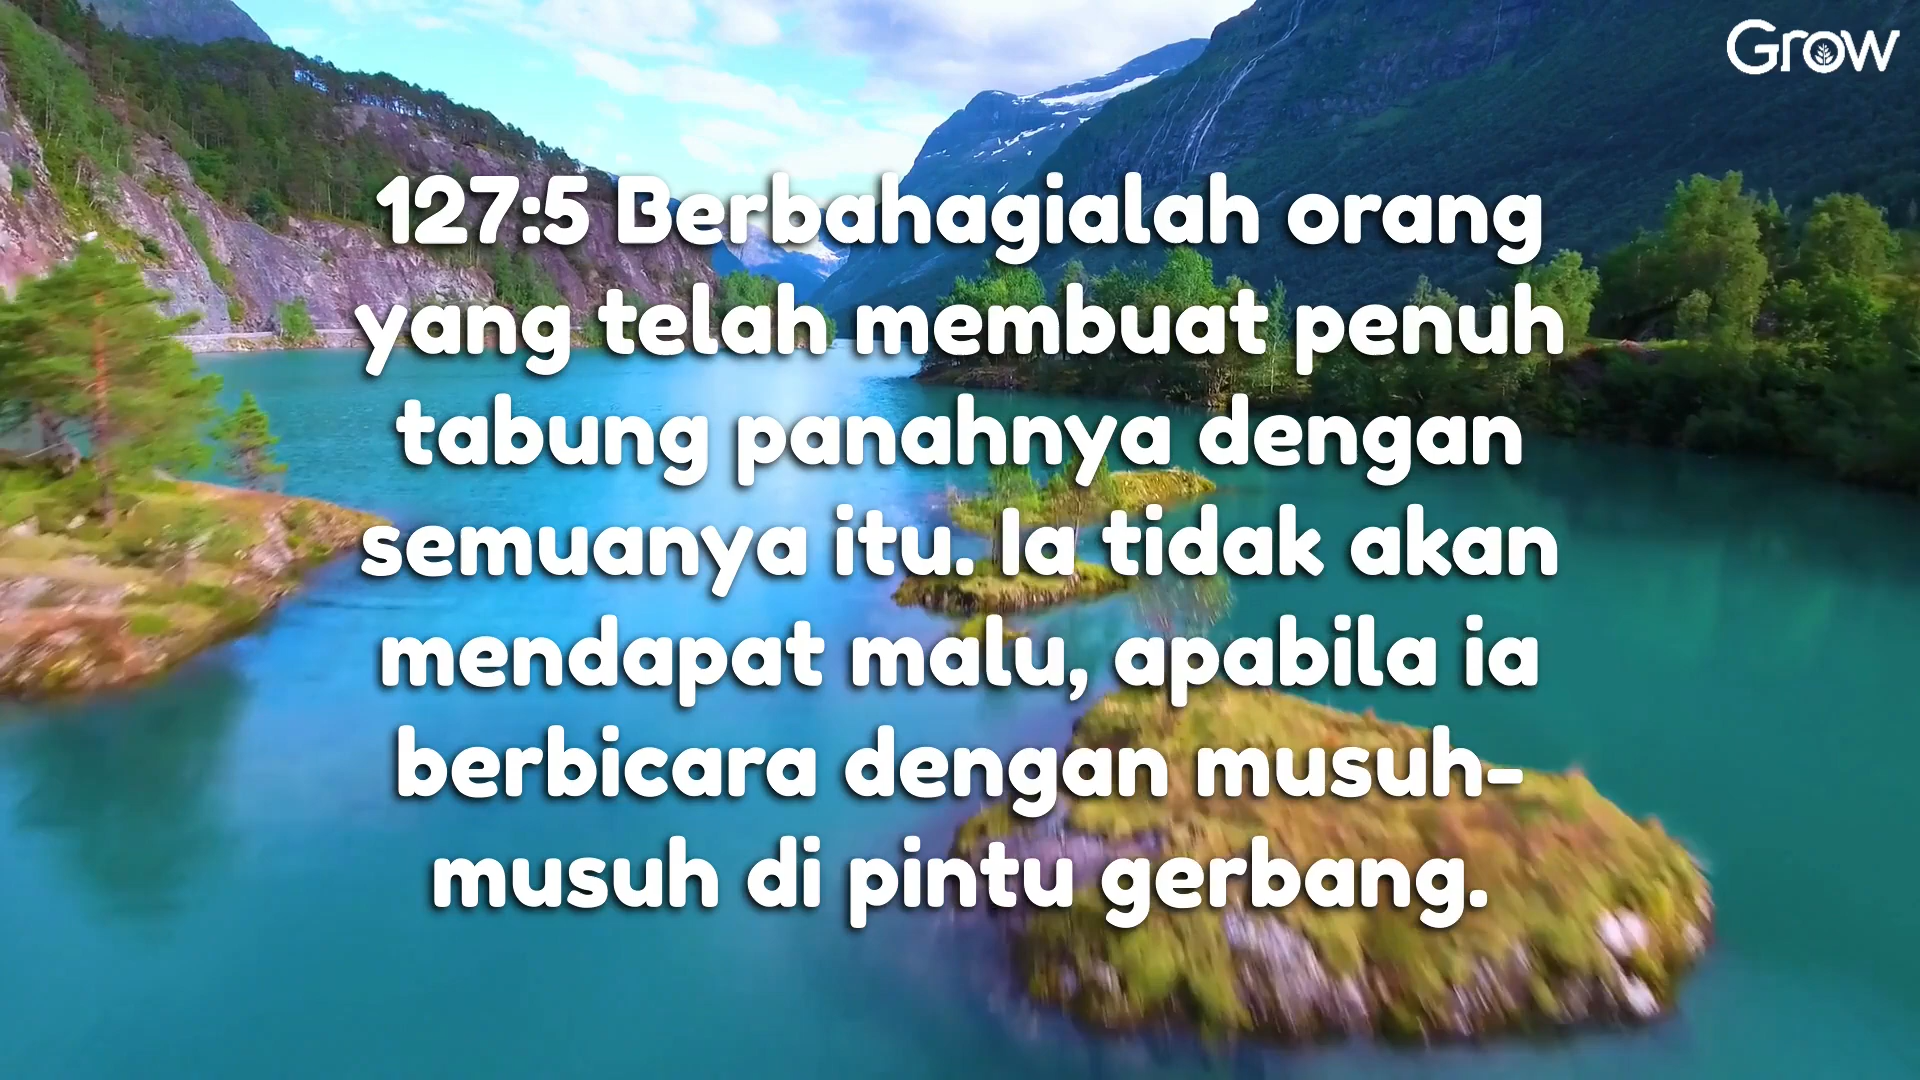 Grow
127:5 Berbahagialah orang
yang telah membuat penuh
tabung panahnya dengan
semuanya itu. Ia tidak akan
mendapat malu, apabila ia
berbicara dengan musuh-
musuh di pintu gerbang.